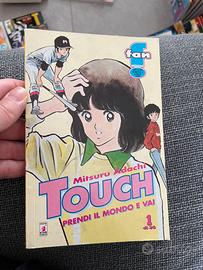 fan
Mitsuru Adachi
TOUCH
PRENDI IL MONDO E VAI
1